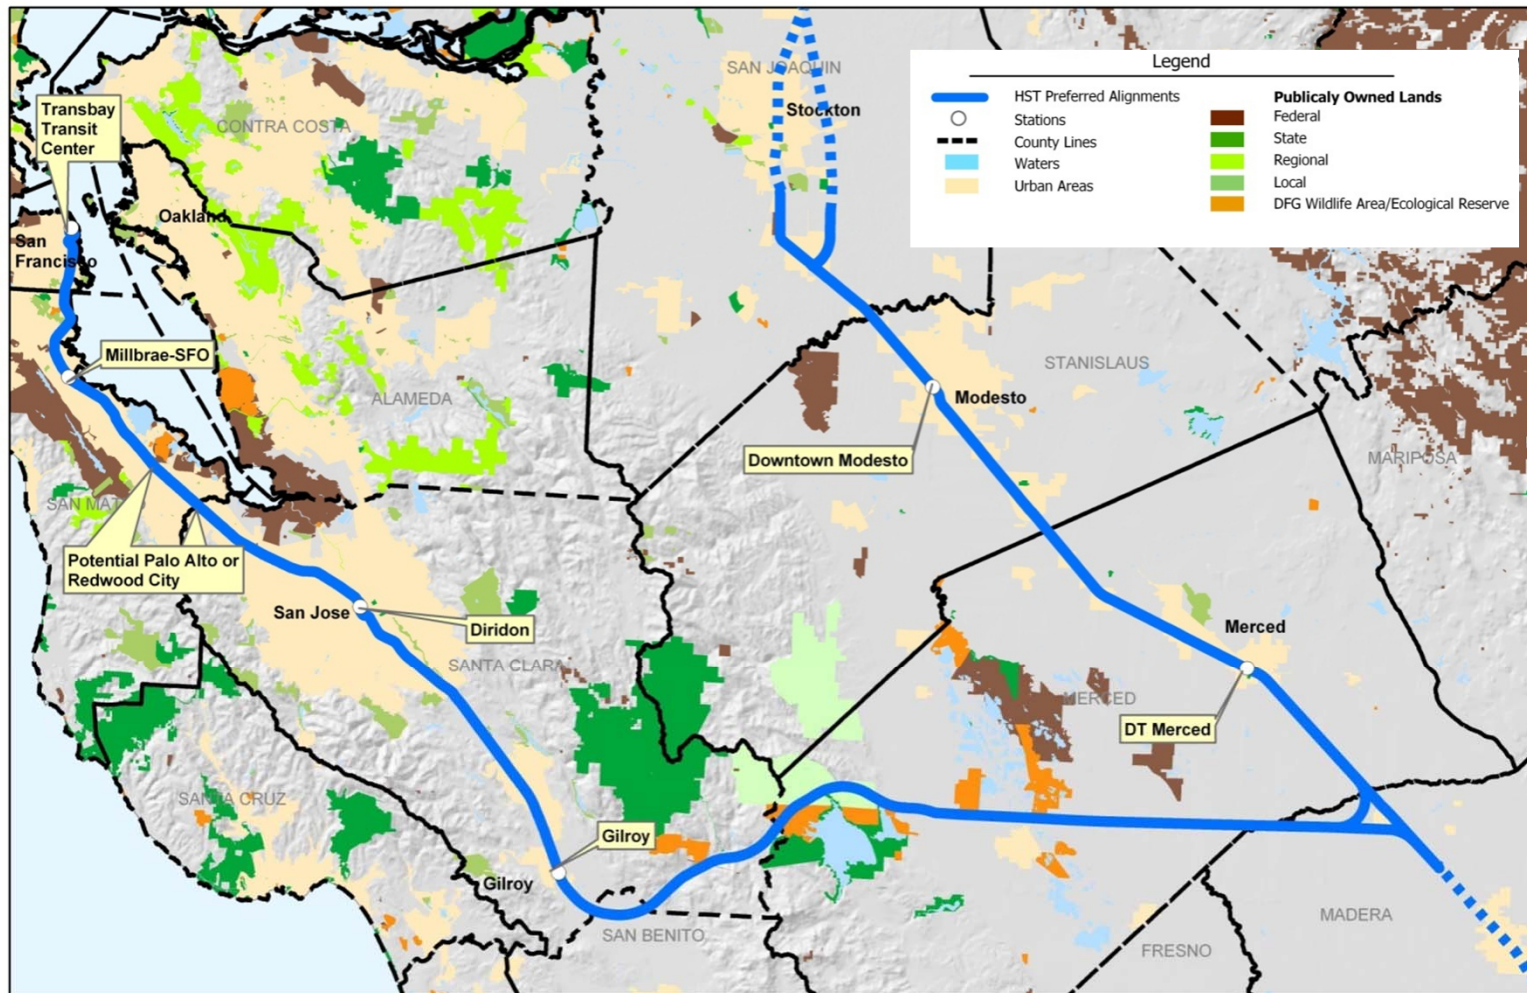 Legend
HST Preferred Alignments
Stations
County Lines
Waters
Urban Areas
Publicaly Owned Lands
Federal
State
Regional
Local
DFG Wildlife Area/Ecological Reserve
SAN JOAQUIN
Stockton
Transbay
Transit
Center
CONTRA COSTA
Oakland
San
Francisco
Millbrae-SFO
ALAMEDA
STANISLAUS
Modesto
Downtown Modesto
MARIPOSA
SAN MAT
Potential Palo Alto or
Redwood City
San Jose
Diridon
SANTA CLARA
Merced
MERCED
DT Merced
SANTA CRUZ
Gilroy
Gilroy
SAN BENITO
MADERA
FRESNO